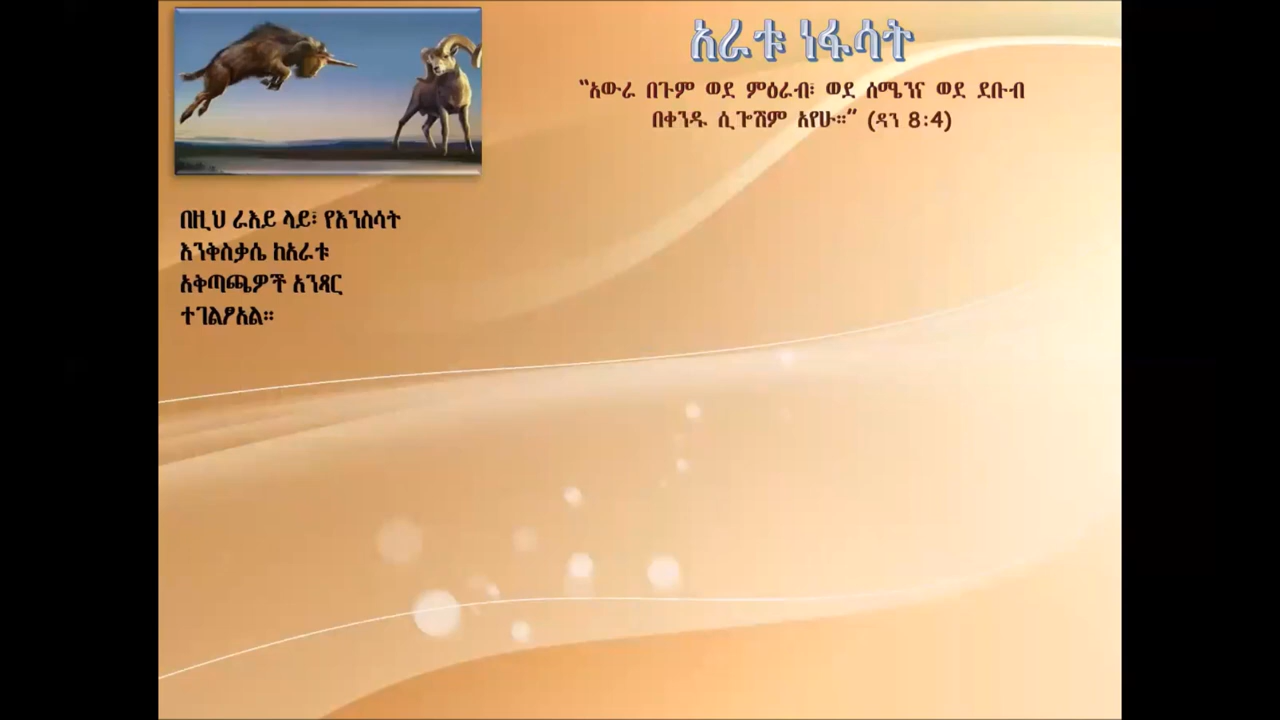 አራቱ ነፋሳት
“አውራ በጉም ወደ ምዕራብ፣ ወደ ሰሜንና ወደ ደቡብ
በቀንዱ ሲጐሽም አየሁ።” (ዳን 8:4)
በዚህ ራእይ ላይ፣ የእንስሳት
እንቅስቃሴ ከአራቱ
አቅጣጫዎች አንጻር
ተገልፆአል።